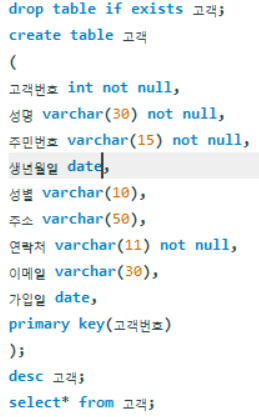 drop table if exists 고객;
create table 고객
(
고객번호 int not null,
성명 varchar(30) not null,
주민번호 varchar(15) not null,
생년월일 date,
성별 varchar(10),
주소 varchar(50),
연락처 varchar(11) not null,
이메일 varchar(30),
가입일 date,
primary key(고객번호)
);
desc 고객;
select* from 고객;